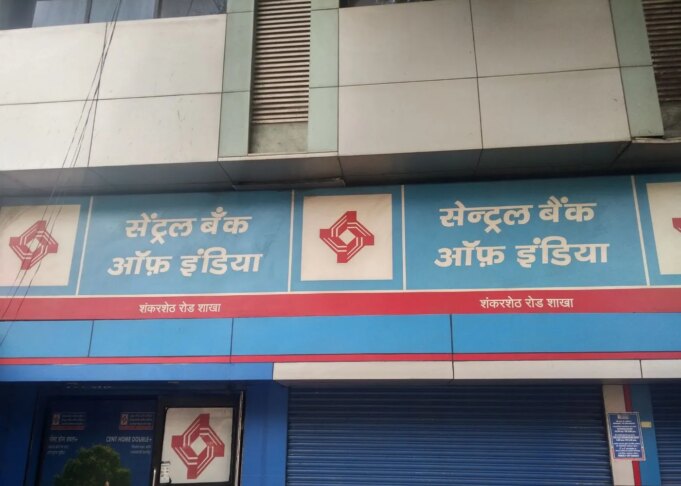 सेंट्रल बँक
ऑफ़ इंडिया
शंकरशेठ रोड शाखा
सेन्ट्रल बैंक
ऑफ़ इंडिया
शंकरशेठ रोड शाखा
CENT HOME DOUBLE+